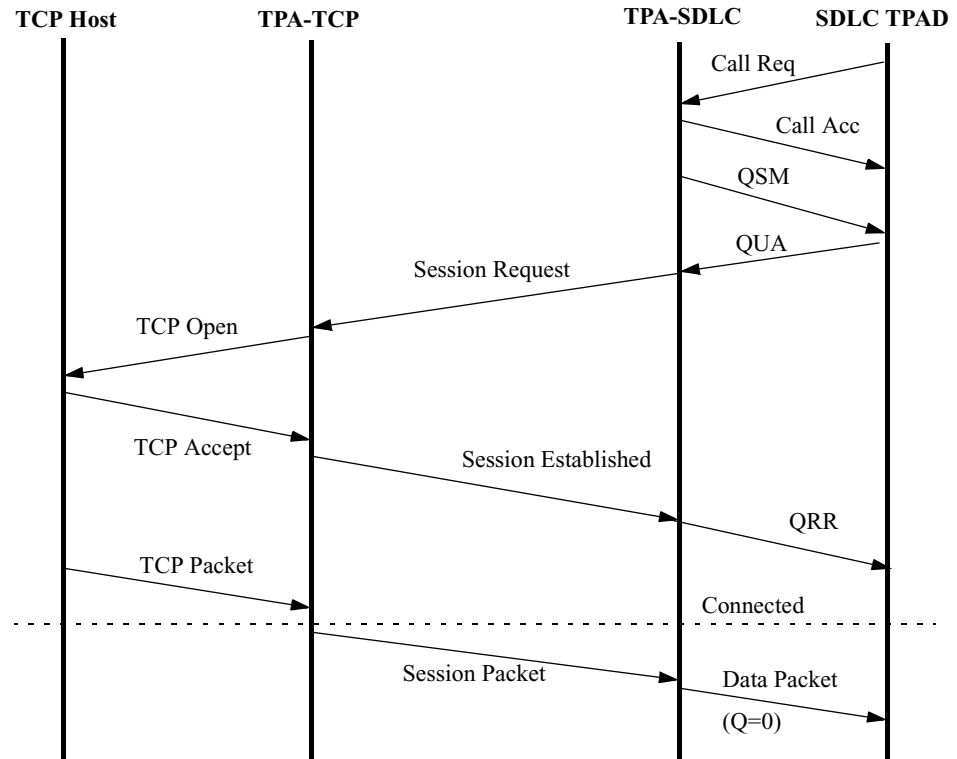 TCP Host TPA-TCP TPA-SDLC SDLC TPAD
Call Req
Call Acc
QSM
QUA
Session Request
TCP Open
TCP Accept
Session Established
QRR
TCP Packet
Connected
Session Packet
Data Packet
(Q=0)